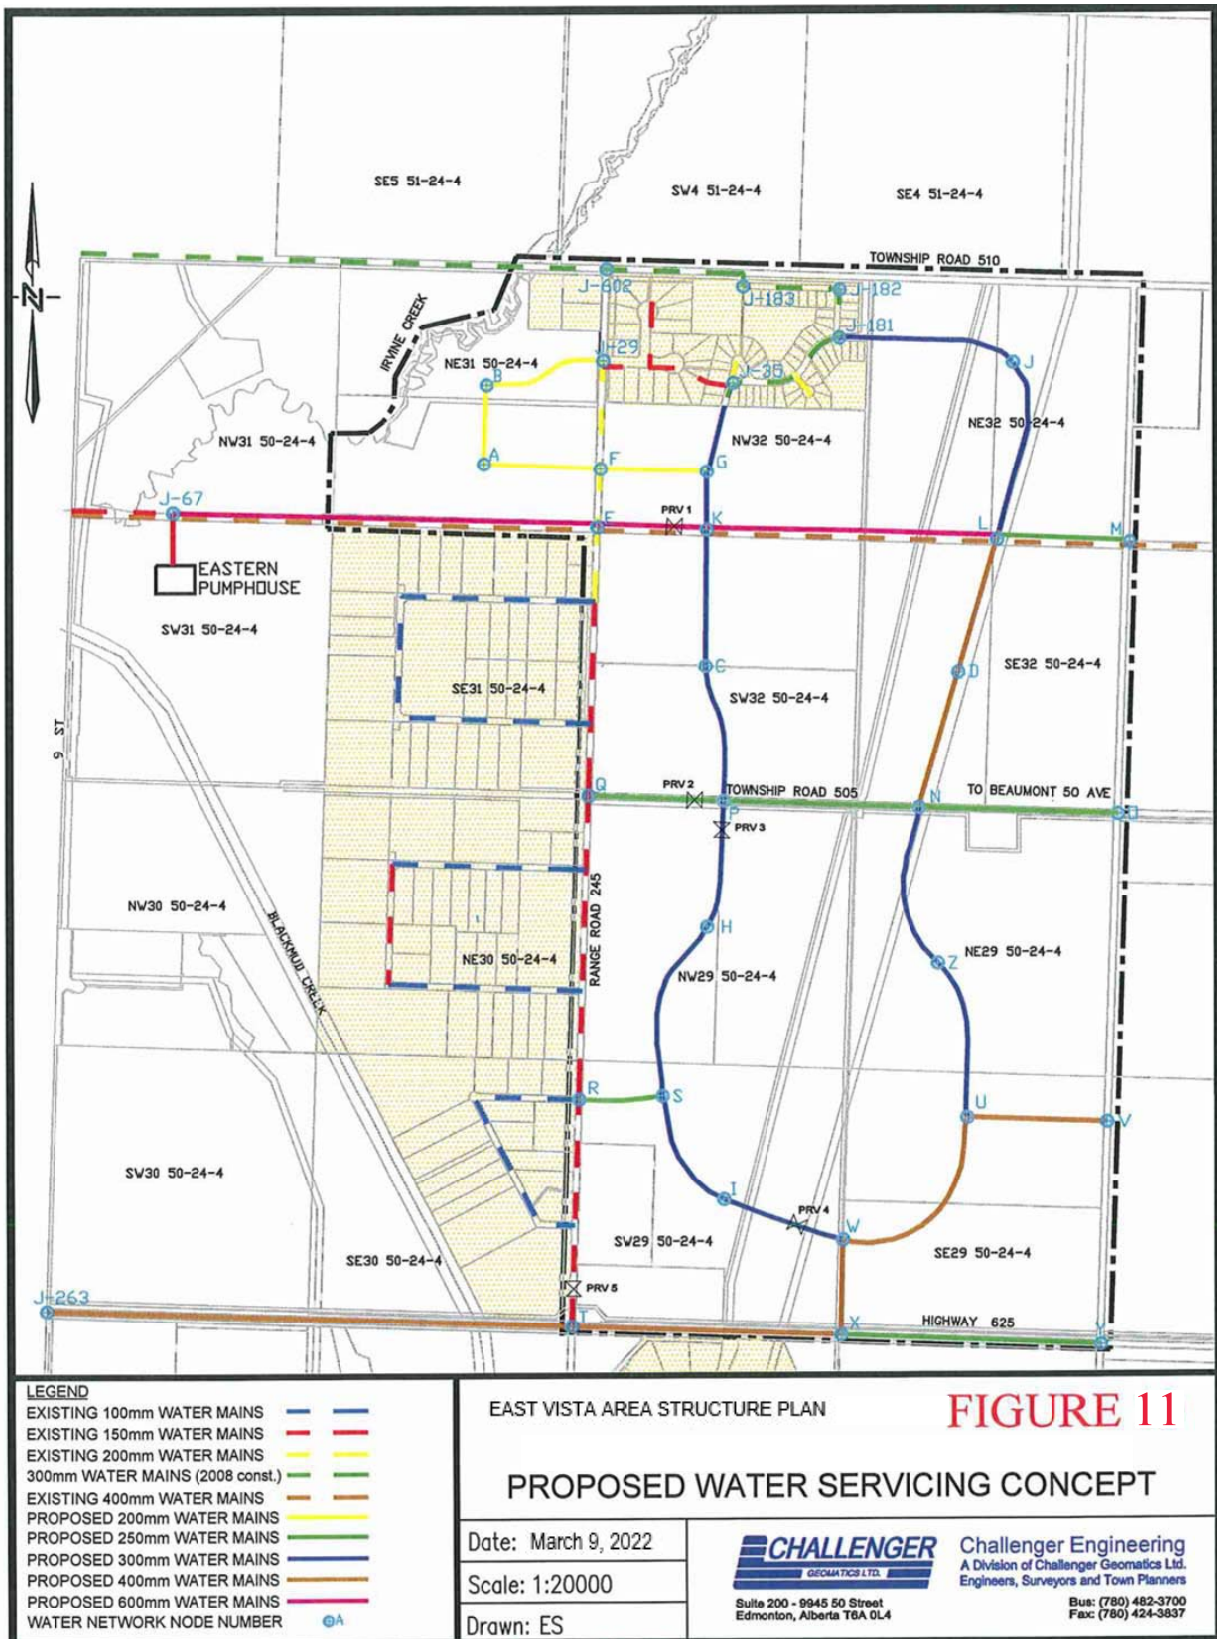 SE5 51-24-4
SW4 51-24-4
SE4 51-24-4
TOWNSHIP ROAD 510
N
J-602
J-183
J-182
IRVINE CREEK
J-181
NE31 50-24-4
J-29
B
J-35
J
NW31 50-24-4
NW32 50-24-4
NE32 50-24-4
A
F
G
J-67
PRV 1
E
K
L
M
EASTERN
PUMPHOUSE
SW31 50-24-4
C
D
SE32 50-24-4
SE31 50-24-4
SW32 50-24-4
9 ST
Q
PRV 2
TOWNSHIP ROAD 505
N
TO BEAUMONT 50 AVE
O
P
PRV 3
RANGE ROAD 245
NW30 50-24-4
BLACKMUD CREEK
H
NE30 50-24-4
NW29 50-24-4
NE29 50-24-4
Z
R
S
U
V
SW30 50-24-4
I
PRV 4
W
SE30 50-24-4
SW29 50-24-4
SE29 50-24-4
PRV 5
J-263
T
X
HIGHWAY 625
Y
LEGEND
EXISTING 100mm WATER MAINS
EXISTING 150mm WATER MAINS
EXISTING 200mm WATER MAINS
300mm WATER MAINS (2008 const.)
EXISTING 400mm WATER MAINS
PROPOSED 200mm WATER MAINS
PROPOSED 250mm WATER MAINS
PROPOSED 300mm WATER MAINS
PROPOSED 400mm WATER MAINS
PROPOSED 600mm WATER MAINS
WATER NETWORK NODE NUMBER A
EAST VISTA AREA STRUCTURE PLAN
FIGURE 11
PROPOSED WATER SERVICING CONCEPT
Date: March 9, 2022
Scale: 1:20000
Drawn: ES
CHALLENGER
GEOMATICS LTD.
Suite 200 - 9945 50 Street
Edmonton, Alberta T6A 0L4
Challenger Engineering
A Division of Challenger Geomatics Ltd.
Engineers, Surveyors and Town Planners
Bus: (780) 482-3700
Fax: (780) 424-3837